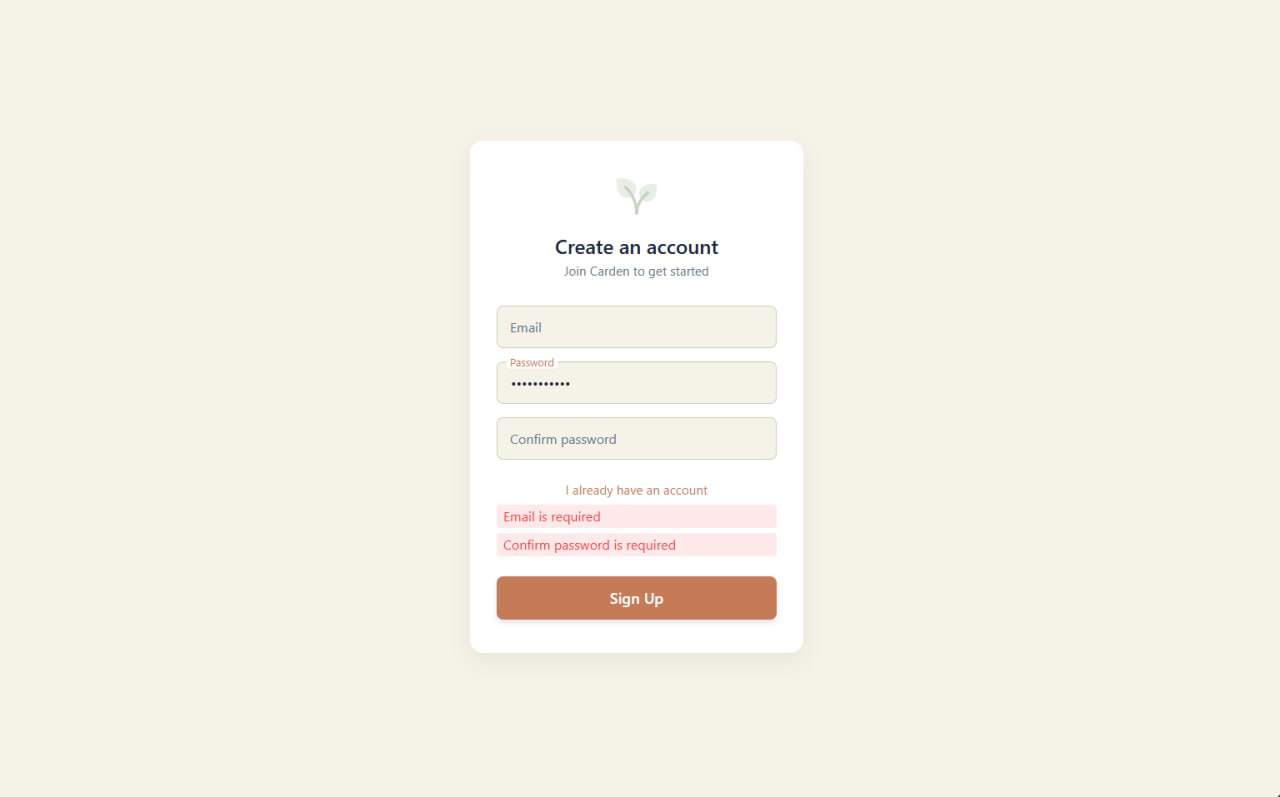 Create an account
Join Carden to get started
Email
Password
•••••••••••
Confirm password
I already have an account
Email is required
Confirm password is required
Sign Up